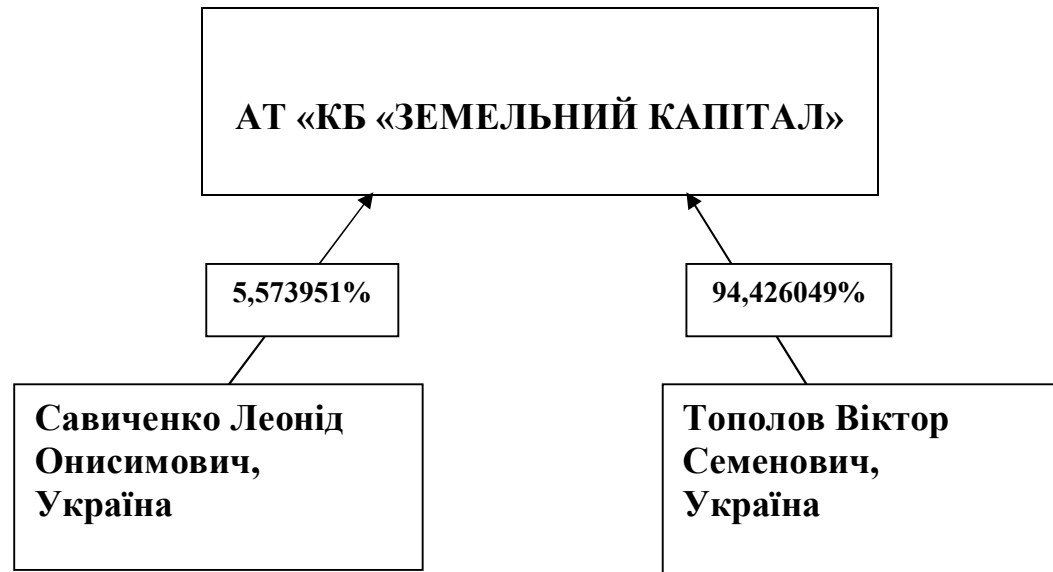 АТ «КБ «ЗЕМЕЛЬНИЙ КАПІТАЛ»
5,573951%
94,426049%
Савиченко Леонід
Онисимович,
Україна
Тополов Віктор
Семенович,
Україна